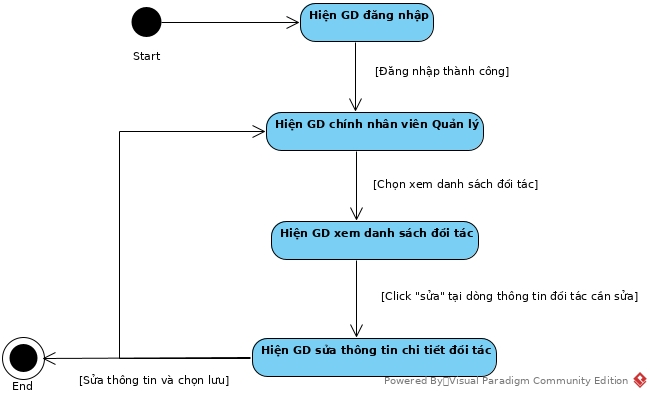 Hiện GD đăng nhập
Start
[Đăng nhập thành công]
Hiện GD chính nhân viên Quản lý
[Chọn xem danh sách đối tác]
Hiện GD xem danh sách đối tác
[Click "sửa" tại dòng thông tin đối tác cần sửa]
Hiện GD sửa thông tin chi tiết đối tác
End
[Sửa thông tin và chọn lưu]
Powered By Visual Paradigm Community Edition